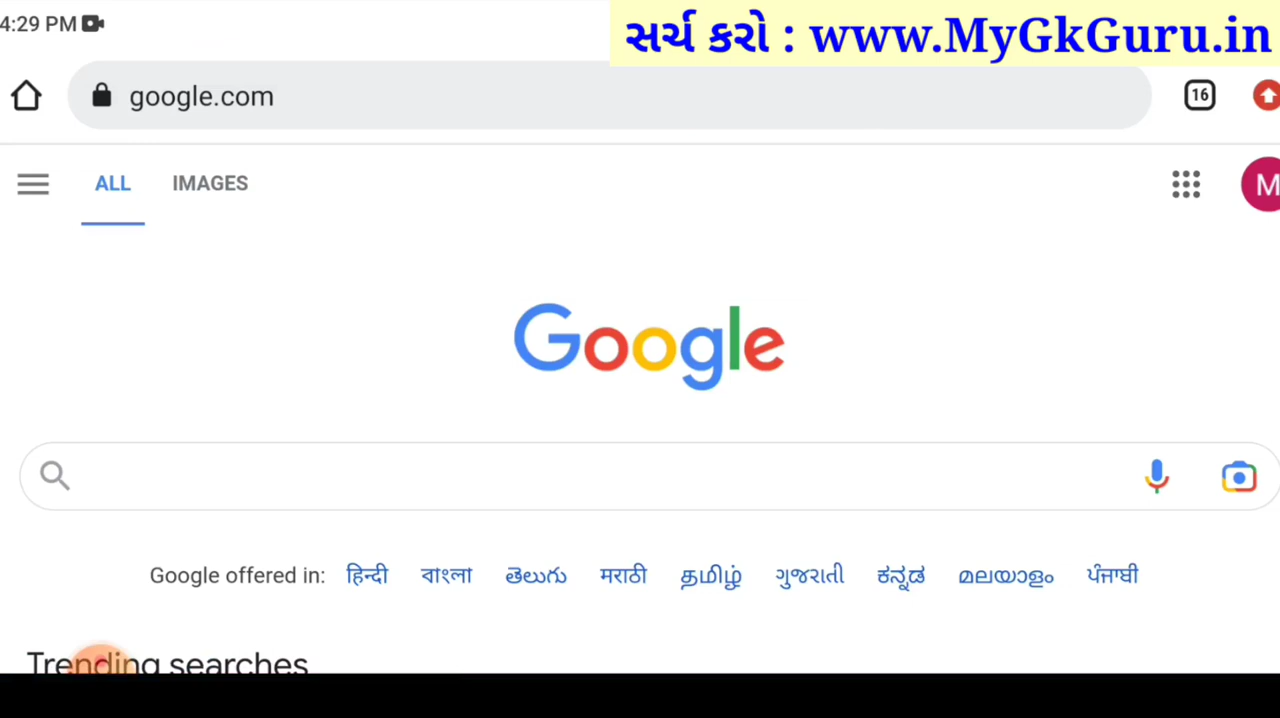 4:29 PM
સર્ચ કરો : www.MyGkGuru.in
google.com
16
ALL IMAGES
M
Google
Google offered in: हिन्दी বাংলা తెలుగు मराठी தமிழ் ગુજરાતી ಕನ್ನಡ മലയാളം ਪੰਜਾਬੀ
Trending searches